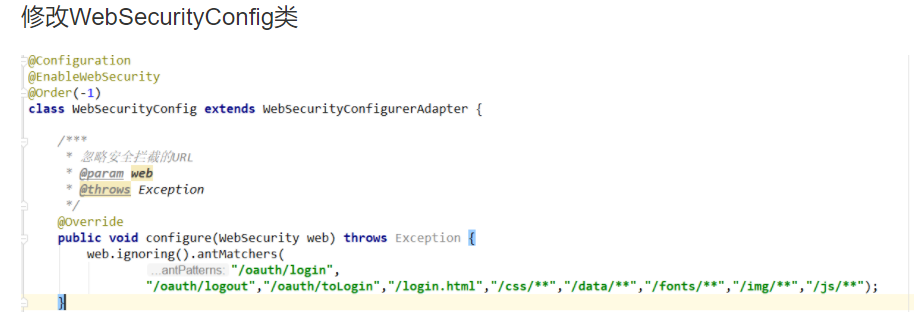 修改WebSecurityConfig类
@Configuration
@EnableWebSecurity
@Order(-1)
class WebSecurityConfig extends WebSecurityConfigurerAdapter {
/***
* 忽略安全拦截的URL
* @param web
* @throws Exception
*/
@Override
public void configure(WebSecurity web) throws Exception {
web.ignoring().antMatchers(
...antPatterns: "/oauth/login",
"/oauth/logout","/oauth/toLogin","/login.html","/css/**","/data/**","/fonts/**","/img/**","/js/**");
}